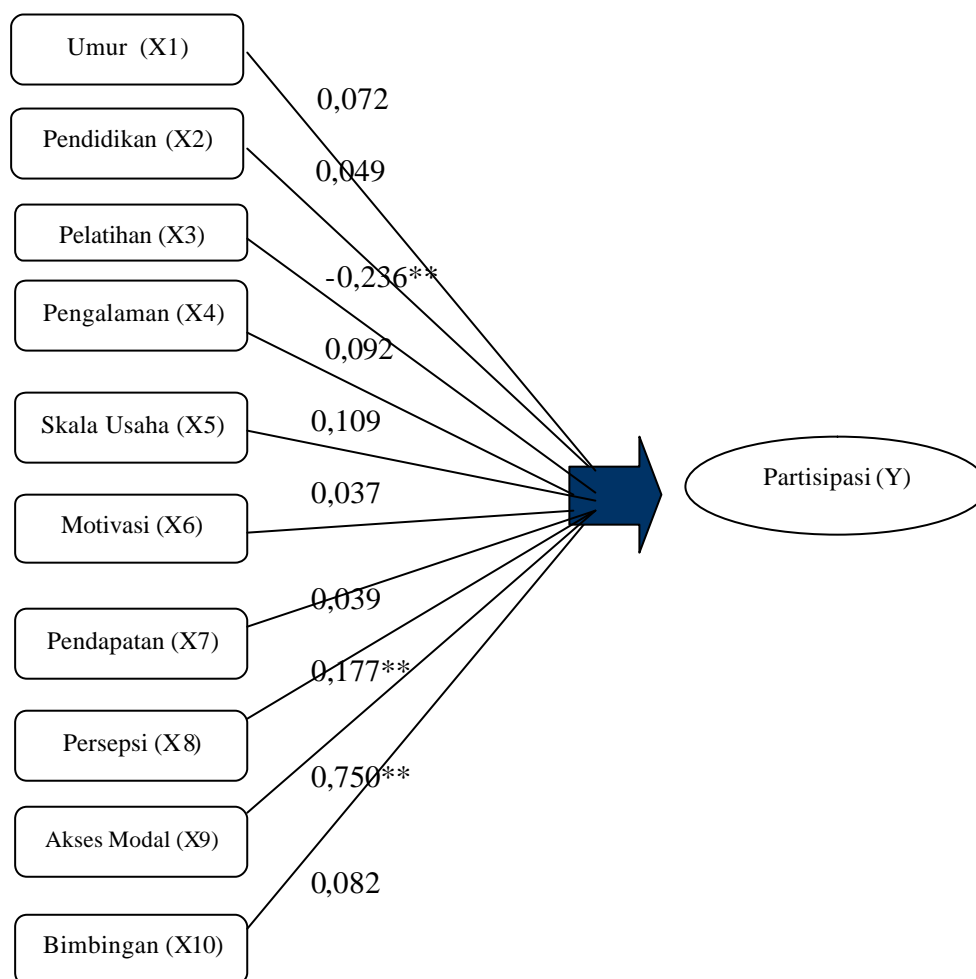 Umur (X1)
0,072
Pendidikan (X2)
0,049
Pelatihan (X3)
-0,236**
Pengalaman (X4)
0,092
Skala Usaha (X5)
0,109
Partisipasi (Y)
Motivasi (X6)
0,037
Pendapatan (X7)
0,039
Persepsi (X8)
0,177**
Akses Modal (X9)
0,750**
Bimbingan (X10)
0,082